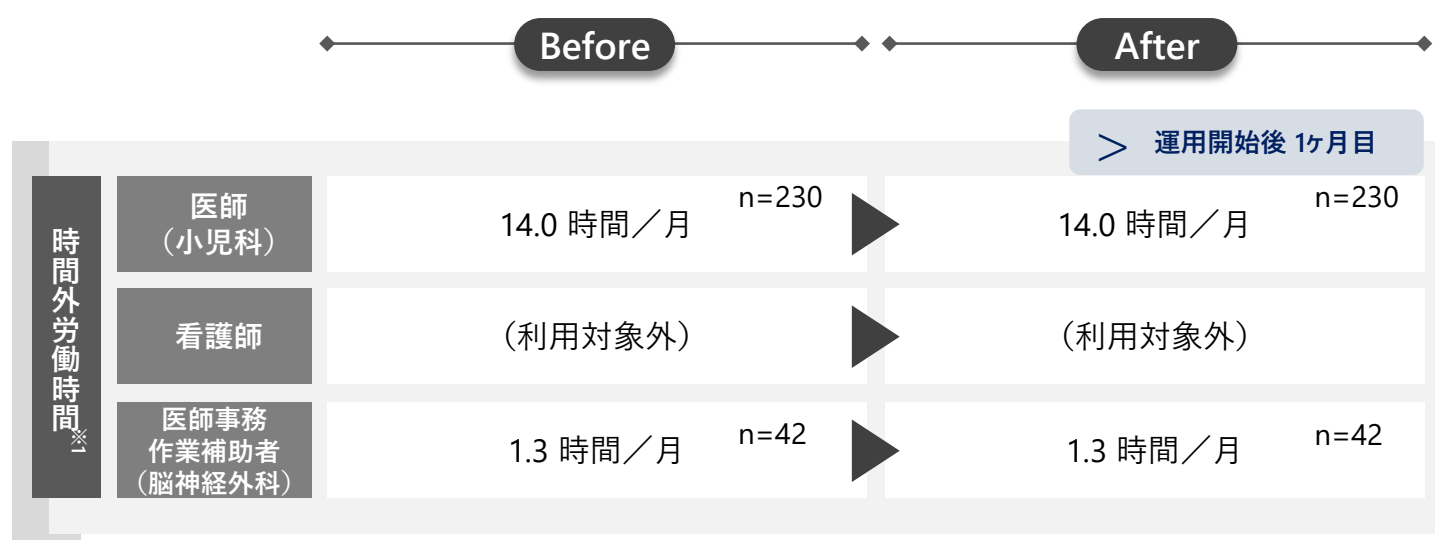 Before
After
＞ 運用開始後 1ヶ月目
時間外労働時間※1
医師
（小児科）
14.0 時間／月
n=230
14.0 時間／月
n=230
看護師
（利用対象外）
（利用対象外）
医師事務
作業補助者
（脳神経外科）
1.3 時間／月
n=42
1.3 時間／月
n=42